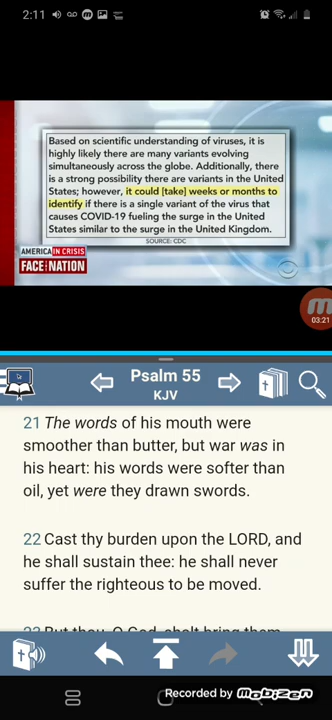 2:11
Based on scientific understanding of viruses, it is
highly likely there are many variants evolving
simultaneously across the globe. Additionally, there
is a strong possibility there are variants in the United
States; however, it could [take] weeks or months to
identify if there is a single variant of the virus that
causes COVID-19 fueling the surge in the United
States similar to the surge in the United Kingdom.
SOURCE: CDC
AMERICA IN CRISIS
FACE THE NATION
03:21
Psalm 55
KJV
21 The words of his mouth were
smoother than butter, but war was in
his heart: his words were softer than
oil, yet were they drawn swords.
22 Cast thy burden upon the LORD, and
he shall sustain thee: he shall never
suffer the righteous to be moved.
23 But thou, O God, shalt bring them
Recorded by Mobizen